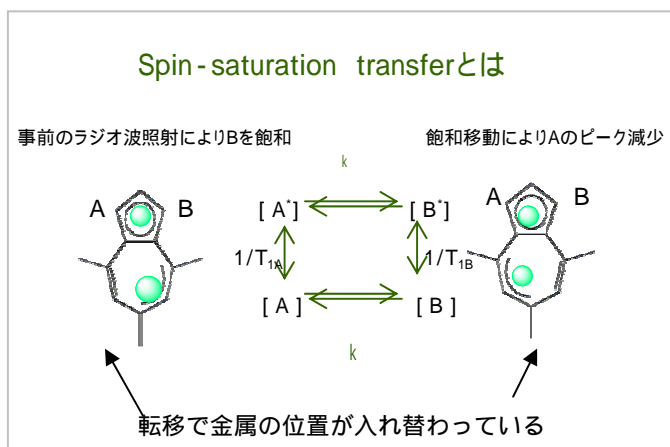 Spin-saturation transferとは
事前のラジオ波照射によりBを飽和
飽和移動によりAのピーク減少
k
A B
[ A* ] [ B* ]
A B
1/T1A 1/T1B
[ A ] [ B ]
k
転移で金属の位置が入れ替わっている